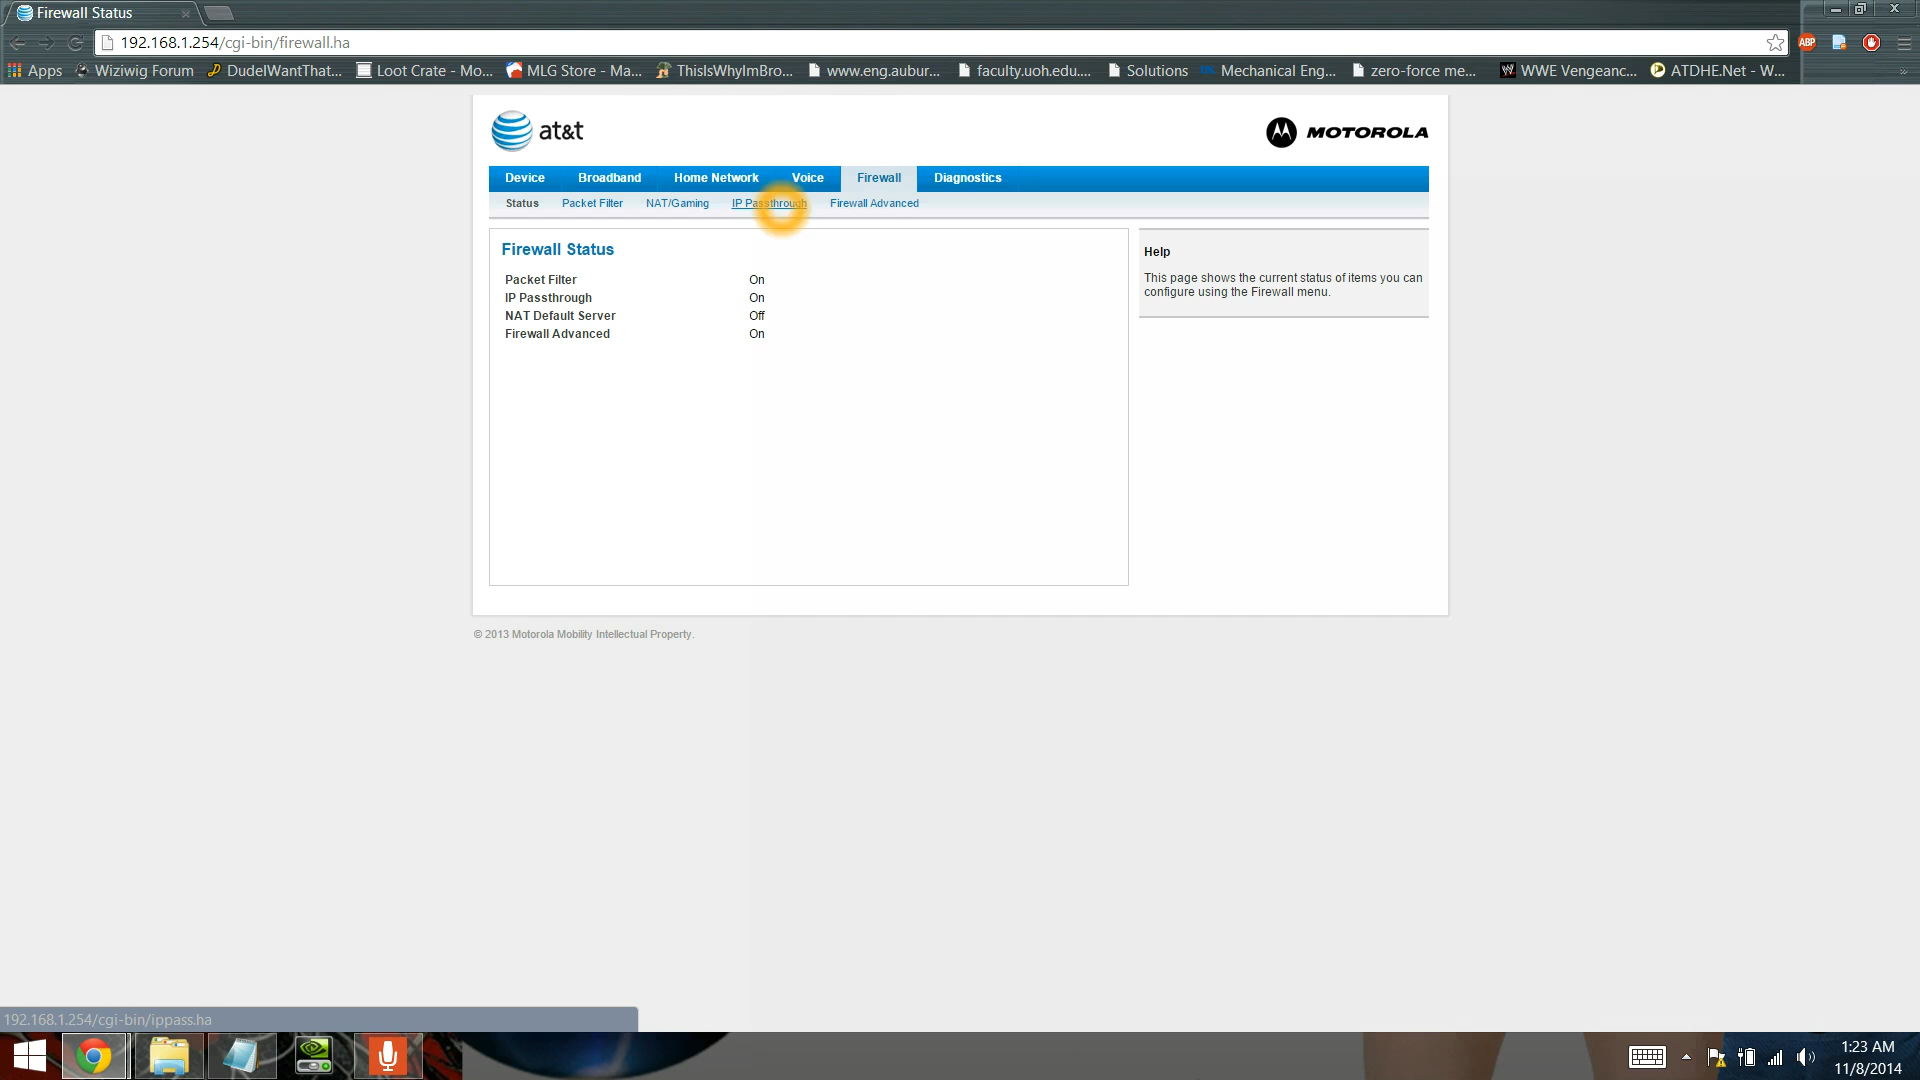 Firewall Status
192.168.1.254/cgi-bin/firewall.ha
ABP
Apps Wiziwig Forum DudeIWantThat... Loot Crate - Mo... MLG Store - Ma... ThisIsWhyImBro... www.eng.aubur... faculty.uoh.edu.... Solutions Mechanical Eng... zero-force me... WWE Vengeanc... ATDHE.Net - W...
at&t
MOTOROLA
Device Broadband Home Network Voice Firewall Diagnostics
Status Packet Filter NAT/Gaming IP Passthrough Firewall Advanced
Firewall Status
Packet Filter On
IP Passthrough On
NAT Default Server Off
Firewall Advanced On
Help
This page shows the current status of items you can
configure using the Firewall menu.
© 2013 Motorola Mobility Intellectual Property.
192.168.1.254/cgi-bin/ippass.ha
1:23 AM
11/8/2014